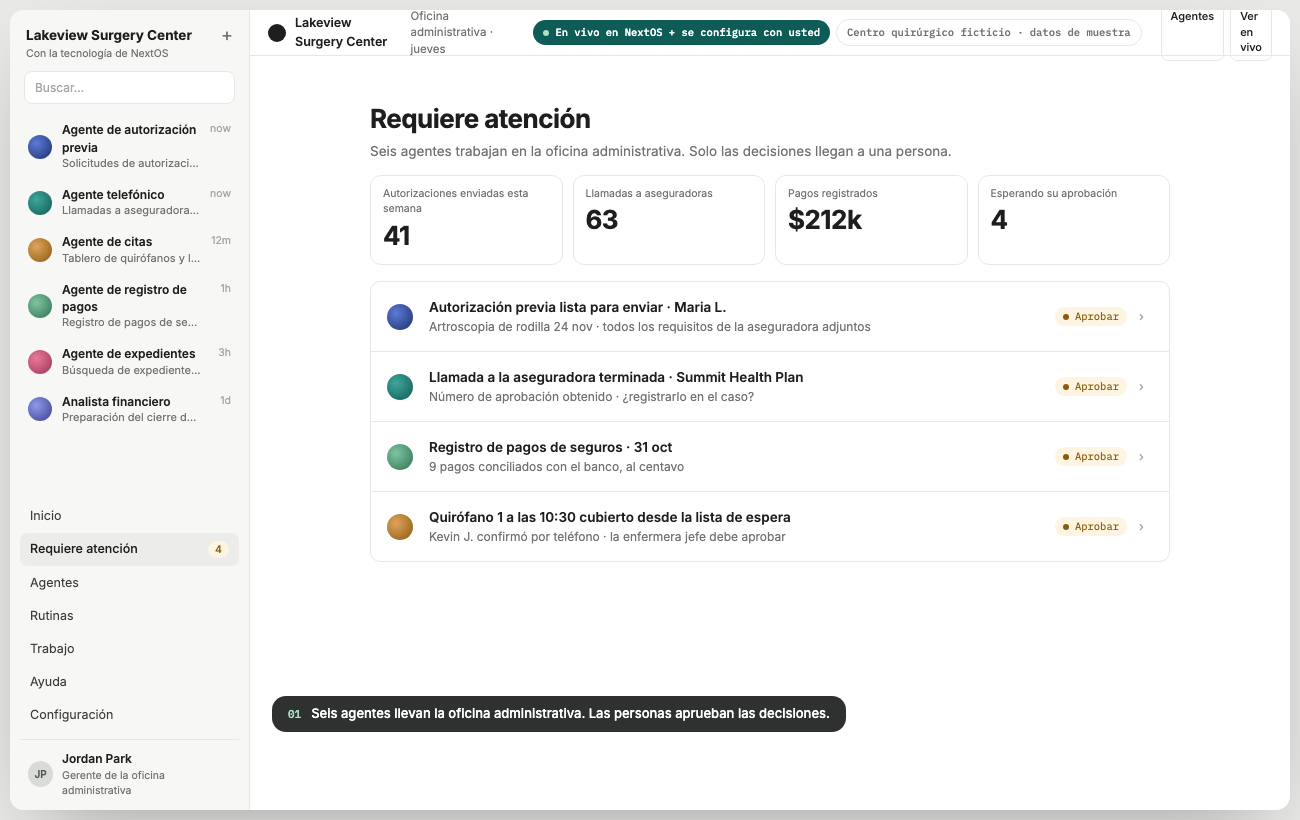 Lakeview Surgery Center
+
Con la tecnología de NextOS
Buscar...
Agente de autorización
previa
now
Solicitudes de autorizaci...
Agente telefónico
now
Llamadas a aseguradora...
Agente de citas
12m
Tablero de quirófanos y l...
Agente de registro de
pagos
1h
Registro de pagos de se...
Agente de expedientes
3h
Búsqueda de expediente...
Analista financiero
1d
Preparación del cierre d...
Inicio
Requiere atención
4
Agentes
Rutinas
Trabajo
Ayuda
Configuración
JP
Jordan Park
Gerente de la oficina
administrativa
Lakeview
Surgery Center
Oficina
administrativa ·
jueves
En vivo en NextOS + se configura con usted
Centro quirúrgico ficticio · datos de muestra
Agentes
Ver
en
vivo
Requiere atención
Seis agentes trabajan en la oficina administrativa. Solo las decisiones llegan a una persona.
Autorizaciones enviadas esta
semana
41
Llamadas a aseguradoras
63
Pagos registrados
$212k
Esperando su aprobación
4
Autorización previa lista para enviar · Maria L.
Artroscopia de rodilla 24 nov · todos los requisitos de la aseguradora adjuntos
Aprobar ›
Llamada a la aseguradora terminada · Summit Health Plan
Número de aprobación obtenido · ¿registrarlo en el caso?
Aprobar ›
Registro de pagos de seguros · 31 oct
9 pagos conciliados con el banco, al centavo
Aprobar ›
Quirófano 1 a las 10:30 cubierto desde la lista de espera
Kevin J. confirmó por teléfono · la enfermera jefe debe aprobar
Aprobar ›
01 Seis agentes llevan la oficina administrativa. Las personas aprueban las decisiones.